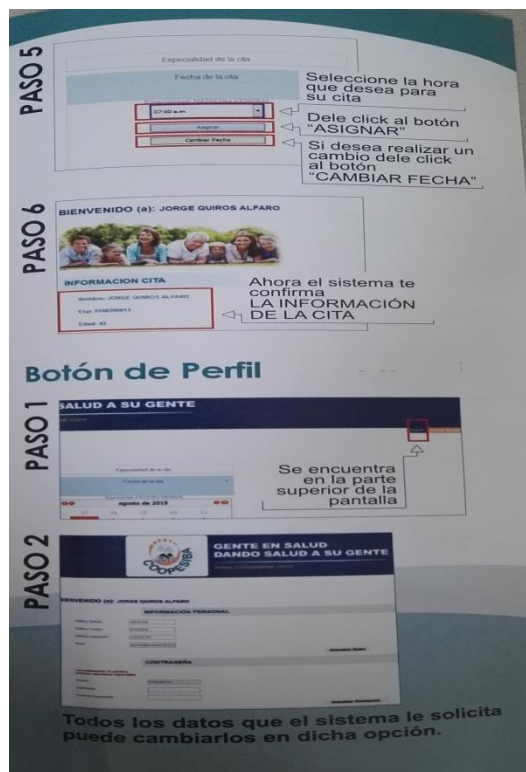 PASO 5
Especialidad de la cita
Fecha de la cita
07:00 a.m.
Asignar
Cambiar Fecha
Seleccione la hora
que desea para
su cita
Dele click al botón
"ASIGNAR"
Si desea realizar un
cambio dele click
al botón
"CAMBIAR FECHA"
PASO 6
BIENVENIDO (a): JORGE QUIROS ALFARO
INFORMACION CITA
Nombre: JORGE QUIROS ALFARO
Edad: 43
Ahora el sistema te
confirma
LA INFORMACIÓN
DE LA CITA
Botón de Perfil
PASO 1
SALUD A SU GENTE
Especialidad de la cita
Fecha de la cita
agosto de 2015
Se encuentra
en la parte
superior de la
pantalla
PASO 2
COOPESIBA
GENTE EN SALUD
DANDO SALUD A SU GENTE
BIENVENIDO (a): JORGE QUIROS ALFARO
INFORMACIÓN PERSONAL
CONTRASEÑA
Todos los datos que el sistema le solicita
puede cambiarlos en dicha opción.